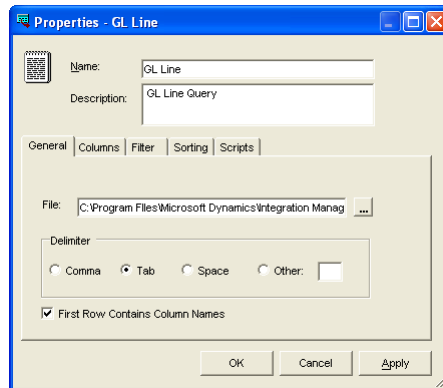 Properties - GL Line
Name:
GL Line
Description:
GL Line Query
General Columns Filter Sorting Scripts
File:
C:\Program FIles\Microsoft Dynamics\Integration Manag
...
Delimiter
Comma Tab Space Other:
First Row Contains Column Names
OK Cancel Apply